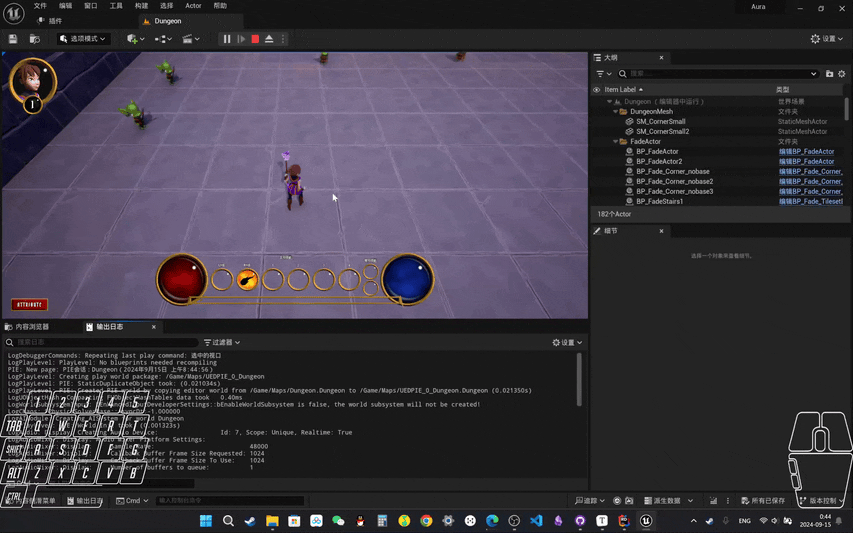 文件 编辑 窗口 工具 构建 选择 Actor 帮助
Aura
插件 Dungeon
选项模式 设置
1
ATTRIBUTE
大纲
搜索...
Item Label 类型
Dungeon（编辑器中运行） 世界场景
DungeonMesh 文件夹
SM_CornerSmall StaticMeshActor
SM_CornerSmall2 StaticMeshActor
FadeActor 文件夹
BP_FadeActor 编辑BP_FadeActor
BP_FadeActor2 编辑BP_FadeActor
BP_Fade_Corner_nobase 编辑BP_Fade_Corner_
BP_Fade_Corner_nobase2 编辑BP_Fade_Corner_
BP_Fade_Corner_nobase3 编辑BP_Fade_Corner_
BP_FadeStairs1 编辑BP_Fade_Tileset
182个Actor
细节
选择一个对象来查看细节。
内容浏览器 输出日志
搜索日志 过滤器 设置
LogDebuggerCommands: Repeating last play command: 选中的视口
LogPlayLevel: PlayLevel: No blueprints needed recompiling
PIE: New page: PIE会话：Dungeon（2024年9月15日 上午8:44:56）
LogPlayLevel: Creating play world package: /Game/Maps/UEDPIE_0_Dungeon
LogPlayLevel: PIE: StaticDuplicateObject took: (0.021034s)
LogPlayLevel: PIE: Created PIE world by copying editor world from /Game/Maps/Dungeon.Dungeon to /Game/Maps/UEDPIE_0_Dungeon.Dungeon (0.021350s)
data took 0.40ms
DeveloperSettings::bEnableWorldSubsystem is false, the world subsystem will not be created!
-1.000000
Dungeon
(0.001323s)
Id: 7, Scope: Unique, Realtime: True
Platform Settings:
48000
Buffer Frame Size Requested: 1024
Buffer Frame Size To Use: 1024
Number of buffers to queue: 1
1 2 3 4 5
TAB Q W E R T
SHIFT A S D F G
ALT Z X C V B
CTRL
输出日志 Cmd 输入控制台命令 追踪 派生数据 所有已保存 版本控制
ENG 0:44
2024-09-15